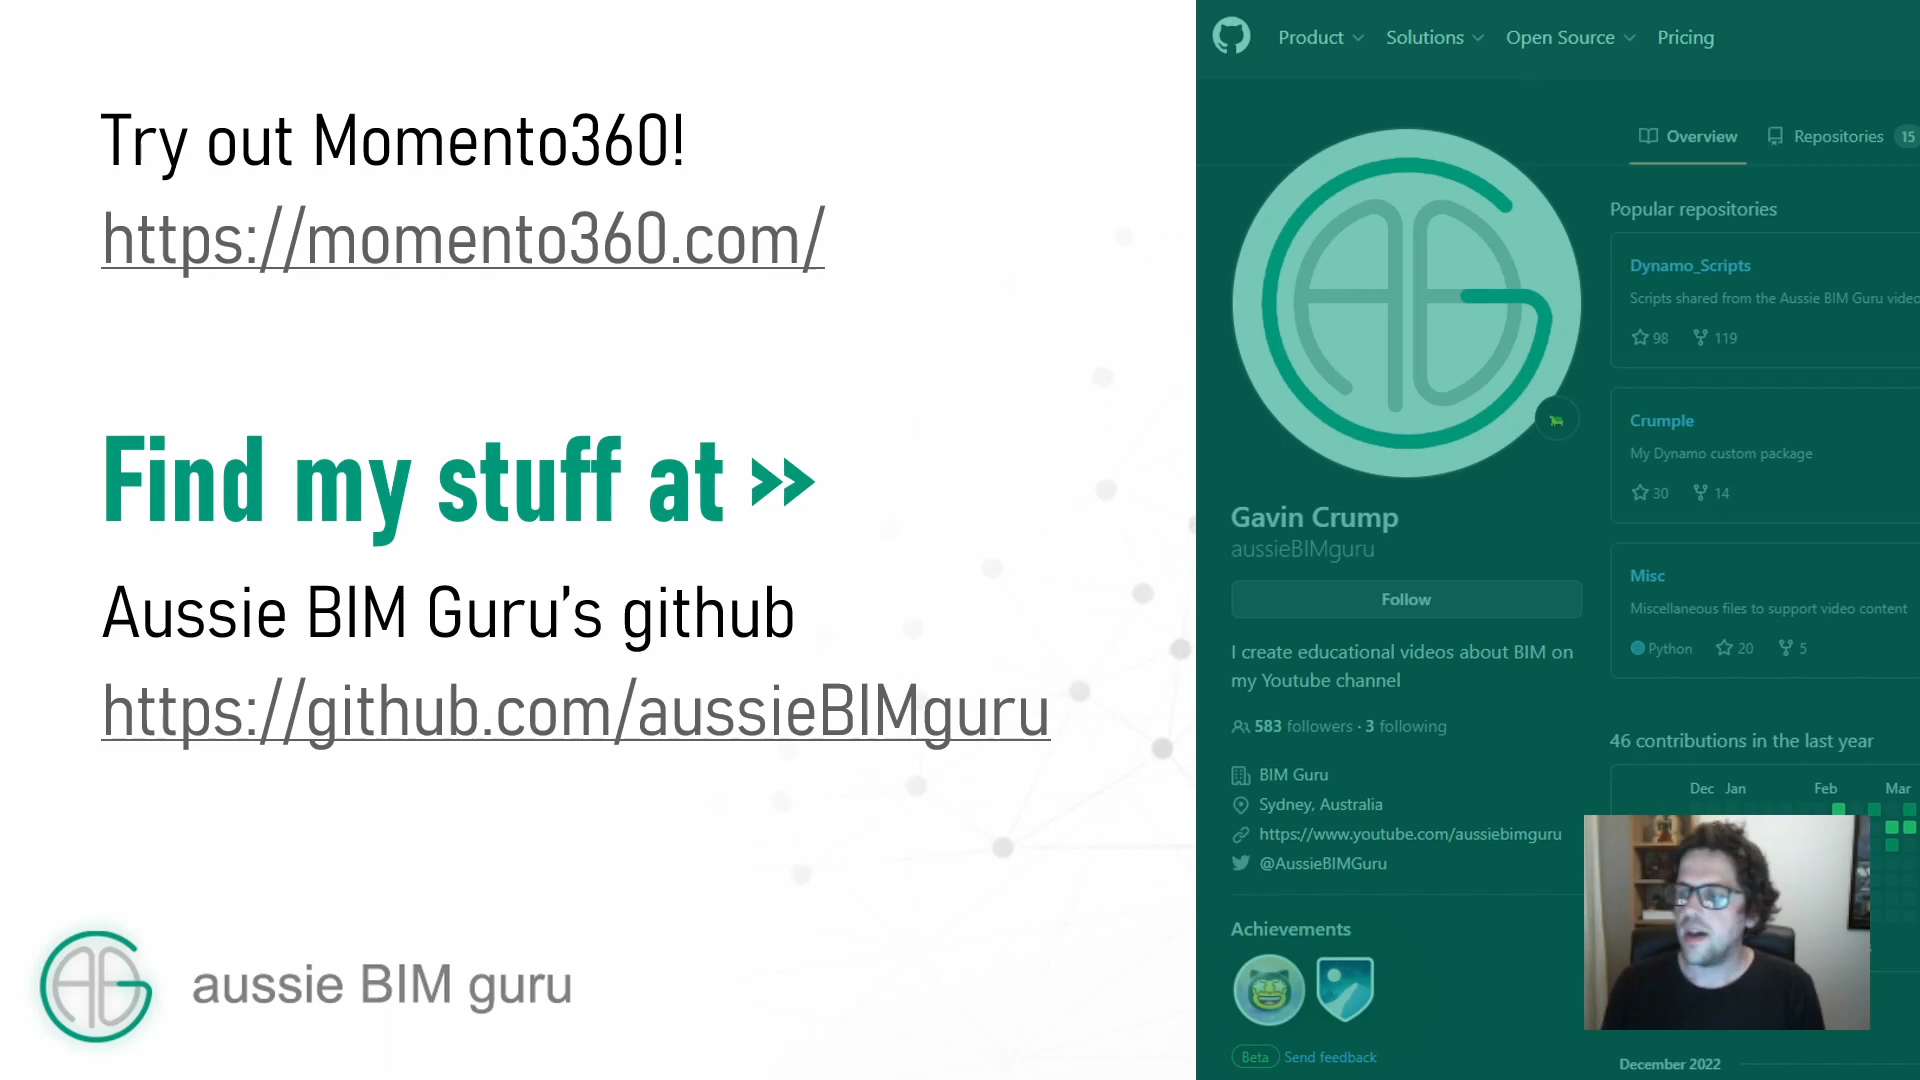 Try out Momento360!
https://momento360.com/
Find my stuff at >>
Aussie BIM Guru’s github
https://github.com/aussieBIMguru
aussie BIM guru
Product Solutions Open Source Pricing
Overview Repositories 15
Popular repositories
Dynamo_Scripts
Scripts shared from the Aussie BIM Guru video
98 119
Crumple
My Dynamo custom package
30 14
Misc
Miscellaneous files to support video content
Python 20 5
Gavin Crump
aussieBIMguru
Follow
I create educational videos about BIM on
my Youtube channel
583 followers · 3 following
BIM Guru
Sydney, Australia
https://www.youtube.com/aussiebimguru
@AussieBIMGuru
Achievements
Beta Send feedback
46 contributions in the last year
Dec Jan Feb Mar
December 2022